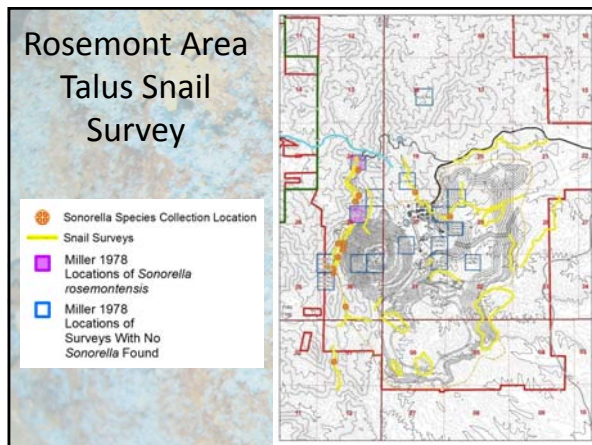 Rosemont Area
Talus Snail
Survey
Sonorella Species Collection Location
Snail Surveys
Miller 1978
Locations of Sonorella
rosemontensis
Miller 1978
Locations of
Surveys With No
Sonorella Found